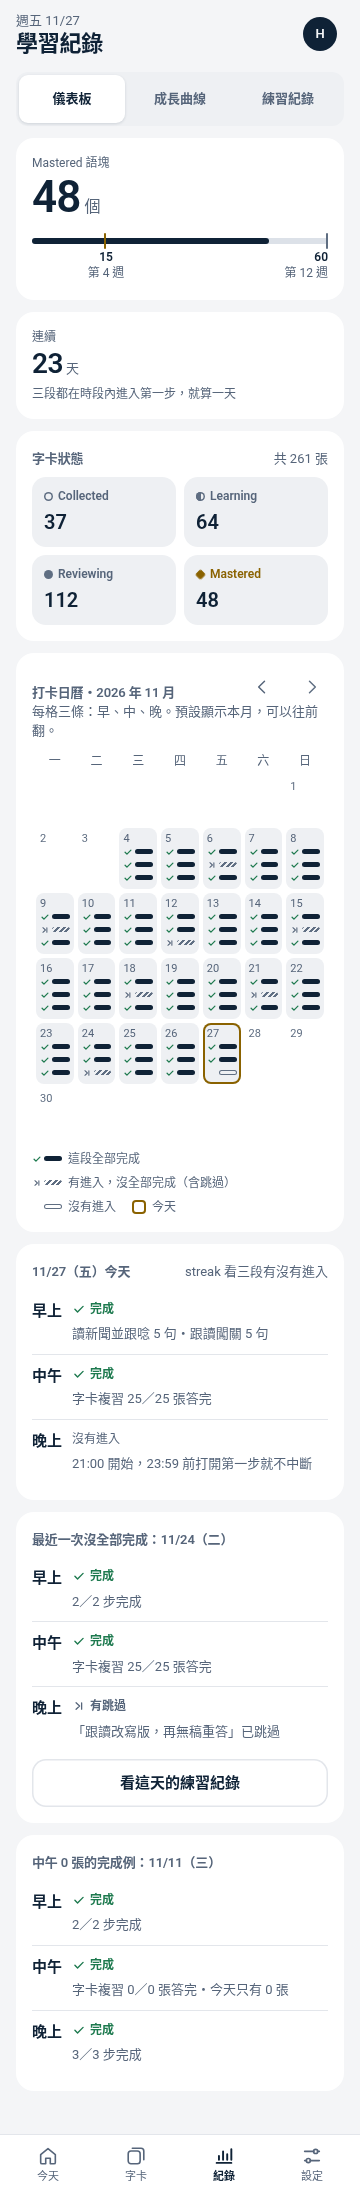 週五 11/27
學習紀錄
H
儀表板 成長曲線 練習紀錄
Mastered 語塊
48 個
15 60
第 4 週 第 12 週
連續
23 天
三段都在時段內進入第一步，就算一天
字卡狀態 共 261 張
Collected Learning
37 64
Reviewing Mastered
112 48
打卡日曆・2026 年 11 月
每格三條：早、中、晚。預設顯示本月，可以往前
翻。
一 二 三 四 五 六 日
1
2 3 4 5 6 7 8
9 10 11 12 13 14 15
16 17 18 19 20 21 22
23 24 25 26 27 28 29
30
這段全部完成
有進入，沒全部完成（含跳過）
沒有進入 今天
11/27（五）今天 streak 看三段有沒有進入
早上 完成
讀新聞並跟唸 5 句・跟讀闖關 5 句
中午 完成
字卡複習 25／25 張答完
晚上 沒有進入
21:00 開始，23:59 前打開第一步就不中斷
最近一次沒全部完成：11/24（二）
早上 完成
2／2 步完成
中午 完成
字卡複習 25／25 張答完
晚上 有跳過
「跟讀改寫版，再無稿重答」已跳過
看這天的練習紀錄
中午 0 張的完成例：11/11（三）
早上 完成
2／2 步完成
中午 完成
字卡複習 0／0 張答完・今天只有 0 張
晚上 完成
3／3 步完成
今天 字卡 紀錄 設定